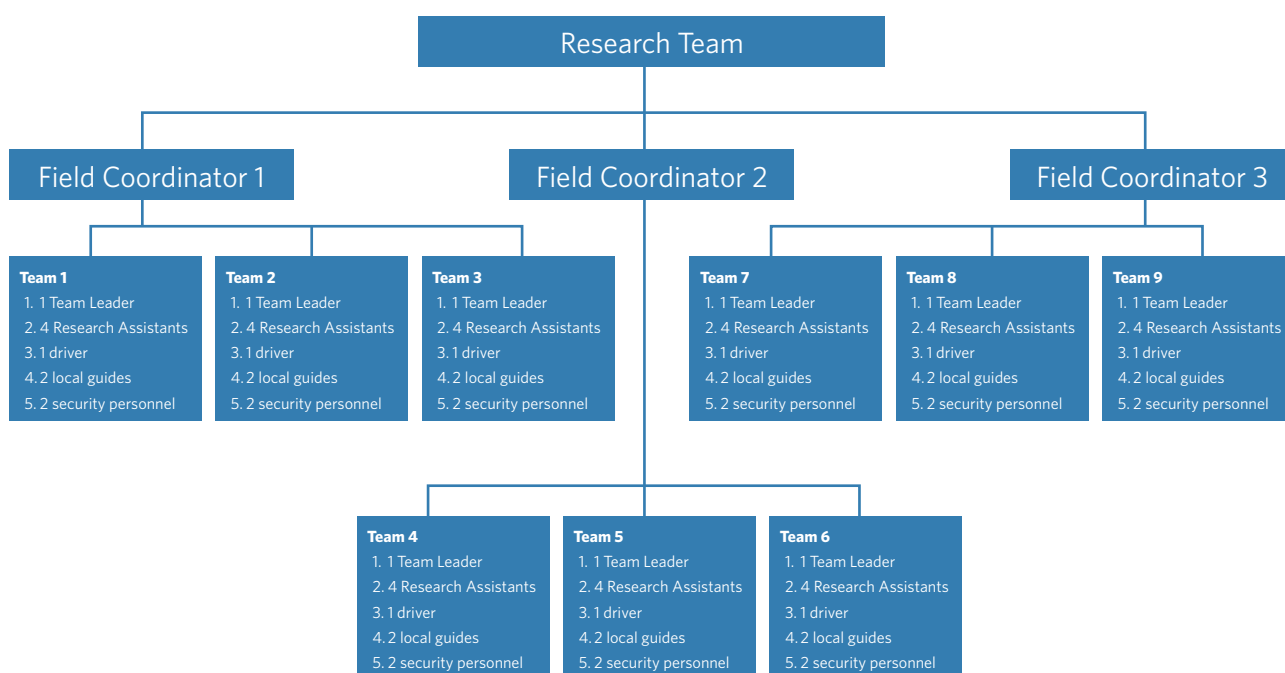 Research Team
Field Coordinator 1
Field Coordinator 2
Field Coordinator 3
Team 1
1. 1 Team Leader
2. 4 Research Assistants
3. 1 driver
4. 2 local guides
5. 2 security personnel
Team 2
1. 1 Team Leader
2. 4 Research Assistants
3. 1 driver
4. 2 local guides
5. 2 security personnel
Team 3
1. 1 Team Leader
2. 4 Research Assistants
3. 1 driver
4. 2 local guides
5. 2 security personnel
Team 7
1. 1 Team Leader
2. 4 Research Assistants
3. 1 driver
4. 2 local guides
5. 2 security personnel
Team 8
1. 1 Team Leader
2. 4 Research Assistants
3. 1 driver
4. 2 local guides
5. 2 security personnel
Team 9
1. 1 Team Leader
2. 4 Research Assistants
3. 1 driver
4. 2 local guides
5. 2 security personnel
Team 4
1. 1 Team Leader
2. 4 Research Assistants
3. 1 driver
4. 2 local guides
5. 2 security personnel
Team 5
1. 1 Team Leader
2. 4 Research Assistants
3. 1 driver
4. 2 local guides
5. 2 security personnel
Team 6
1. 1 Team Leader
2. 4 Research Assistants
3. 1 driver
4. 2 local guides
5. 2 security personnel